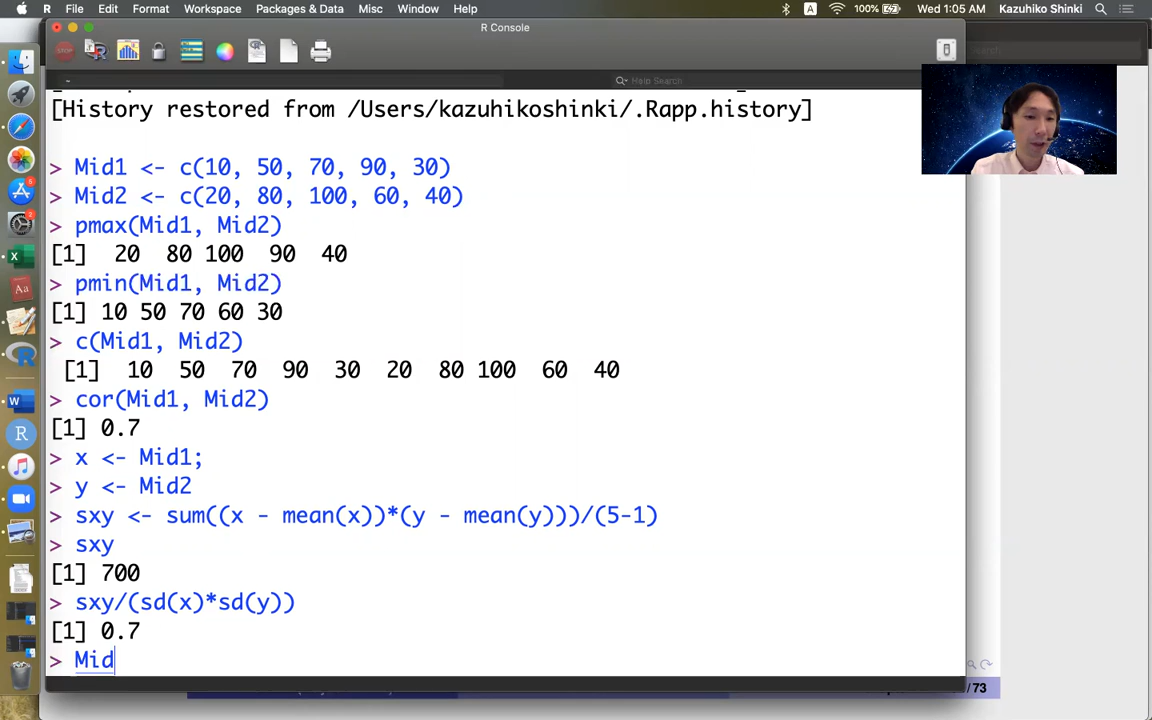 R Format Workspace Packages & Data Misc Window Help 100% Wed 1:05 AM Kazuhiko Shinki
File Edit
R Console
Help Search
Search
[History restored from /Users/kazuhikoshinki/.Rapp.history]
> Mid1 <- c(10, 50, 70, 90, 30)
> Mid2 <- c(20, 80, 100, 60, 40)
> pmax(Mid1, Mid2)
[1]  20  80 100  90  40
> pmin(Mid1, Mid2)
[1] 10 50 70 60 30
> c(Mid1, Mid2)
 [1]  10  50  70  90  30  20  80 100  60  40
> cor(Mid1, Mid2)
[1] 0.7
> x <- Mid1;
> y <- Mid2
> sxy <- sum((x - mean(x))*(y - mean(y)))/(5-1)
> sxy
[1] 700
> sxy/(sd(x)*sd(y))
[1] 0.7
> Mid
/73